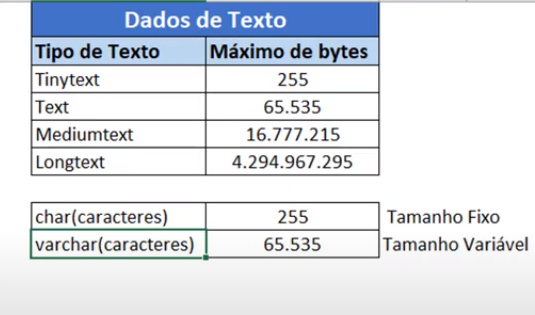 Dados de Texto
Tipo de Texto Máximo de bytes
Tinytext 255
Text 65.535
Mediumtext 16.777.215
Longtext 4.294.967.295
char(caracteres) 255 Tamanho Fixo
varchar(caracteres) 65.535 Tamanho Variável